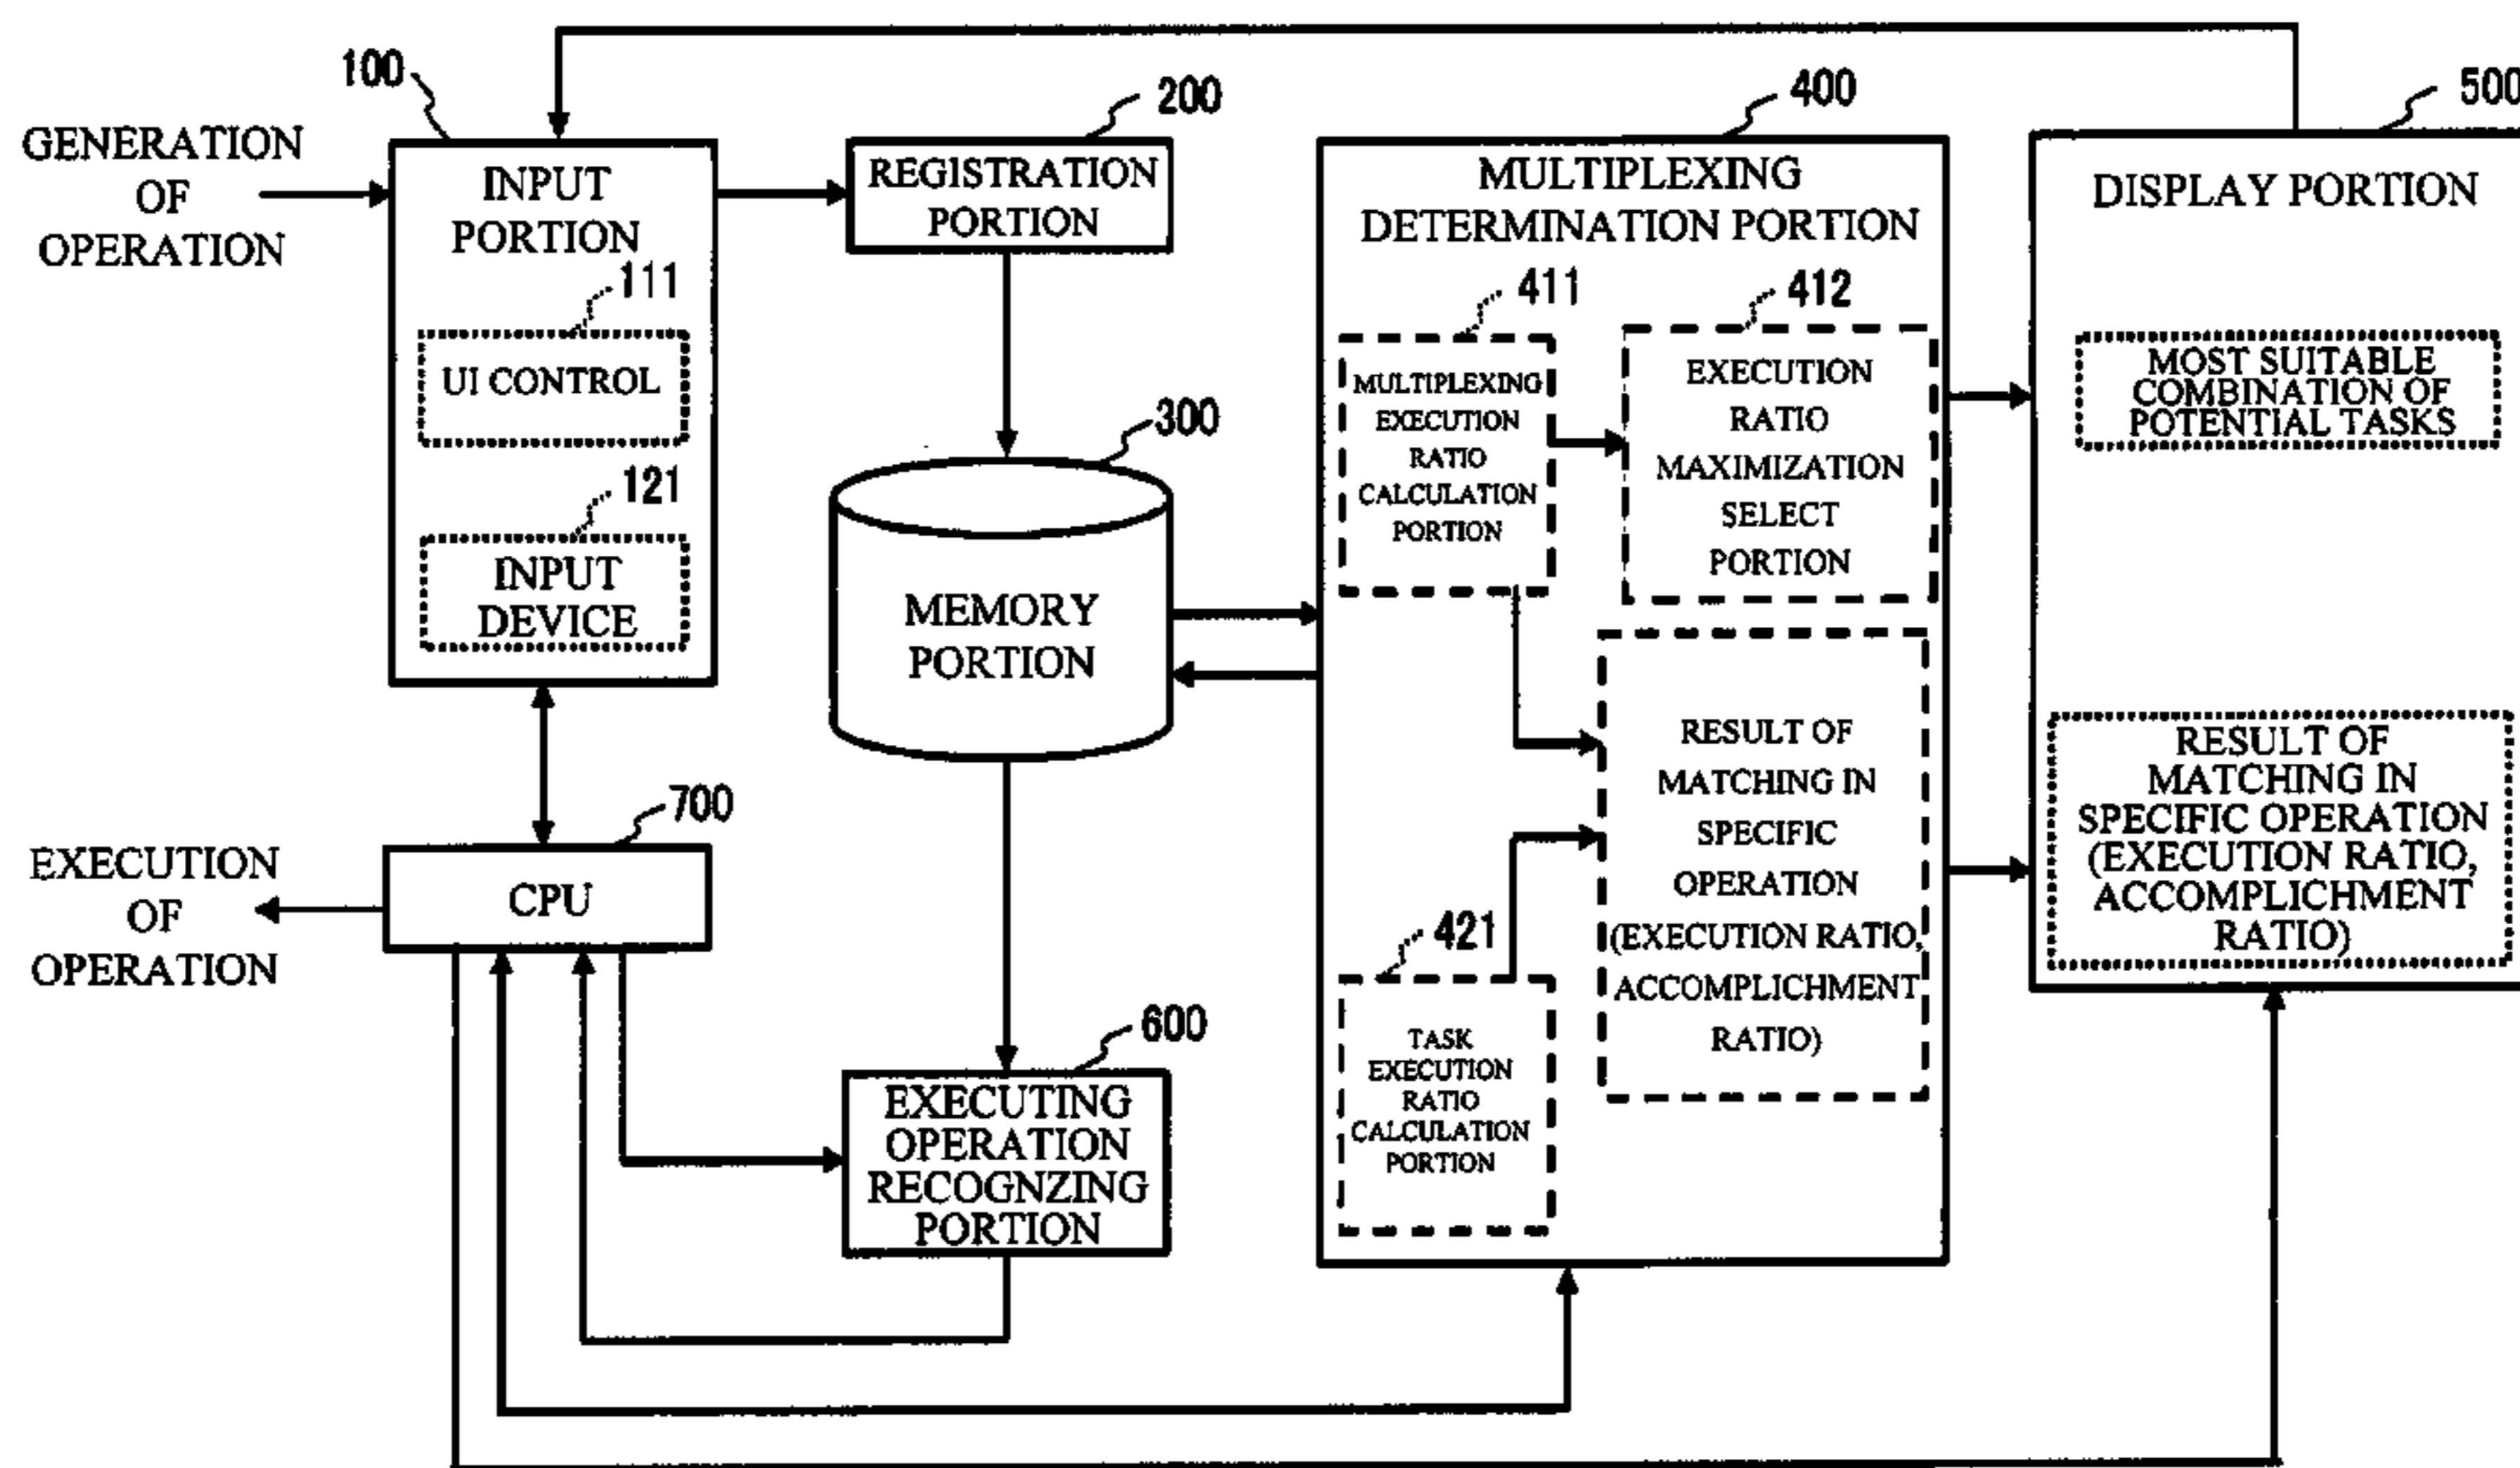 100
GENERATION
OF
OPERATION
INPUT
PORTION
111
UI CONTROL
121
INPUT
DEVICE
200
REGISTRATION
PORTION
300
MEMORY
PORTION
400
MULTIPLEXING
DETERMINATION PORTION
411
MULTIPLEXING
EXECUTION
RATIO
CALCULATION
PORTION
412
EXECUTION
RATIO
MAXIMIZATION
SELECT
PORTION
RESULT OF
MATCHING IN
SPECIFIC
OPERATION
(EXECUTION RATIO,
ACCOMPLICHMENT
RATIO)
421
TASK
EXECUTION
RATIO
CALCULATION
PORTION
500
DISPLAY PORTION
MOST SUITABLE
COMBINATION OF
POTENTIAL TASKS
RESULT OF
MATCHING IN
SPECIFIC OPERATION
(EXECUTION RATIO,
ACCOMPLICHMENT
RATIO)
700
EXECUTION
OF
OPERATION
CPU
600
EXECUTING
OPERATION
RECOGNZING
PORTION